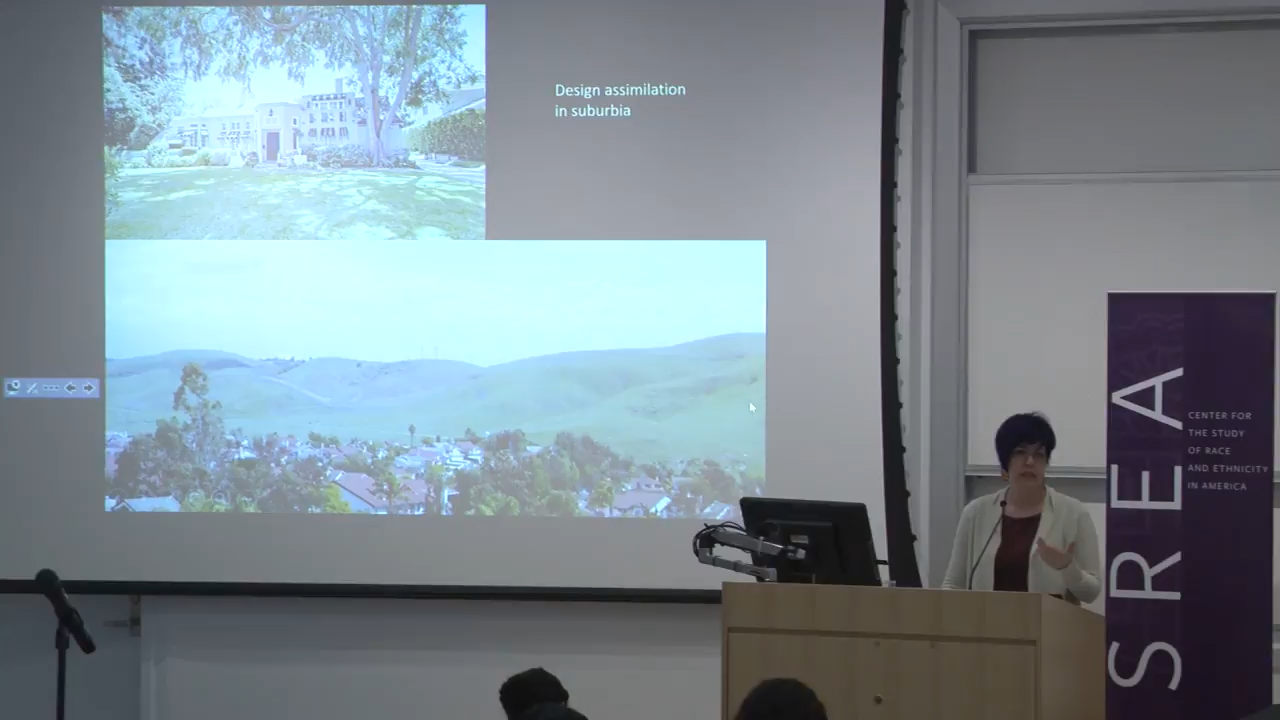 Design assimilation
in suburbia
SREA
CENTER FOR
THE STUDY
OF RACE
AND ETHNICITY
IN AMERICA